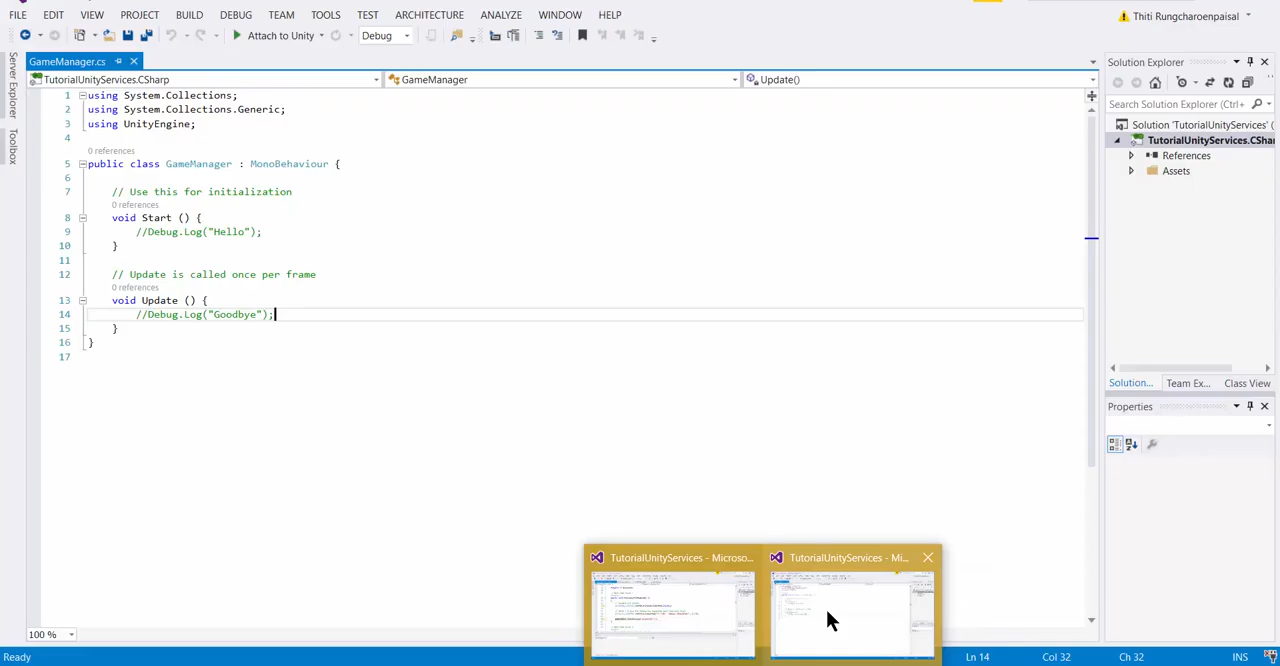 FILE EDIT VIEW PROJECT BUILD DEBUG TEAM TOOLS TEST ARCHITECTURE ANALYZE WINDOW HELP
Thiti Rungcharoenpaisal
Attach to Unity Debug
Server Explorer
Toolbox
GameManager.cs
TutorialUnityServices.CSharp GameManager Update()
1 using System.Collections;
2 using System.Collections.Generic;
3 using UnityEngine;
4
0 references
5 public class GameManager : MonoBehaviour {
6
7 // Use this for initialization
0 references
8 void Start () {
9 //Debug.Log("Hello");
10 }
11
12 // Update is called once per frame
0 references
13 void Update () {
14 //Debug.Log("Goodbye");
15 }
16 }
17
Solution Explorer
Search Solution Explorer (Ctrl+
Solution 'TutorialUnityServices' (
TutorialUnityServices.CShar
References
Assets
Solution... Team Ex... Class View
Properties
100 %
TutorialUnityServices - Microso... TutorialUnityServices - Mi...
Ready Ln 14 Col 32 Ch 32 INS